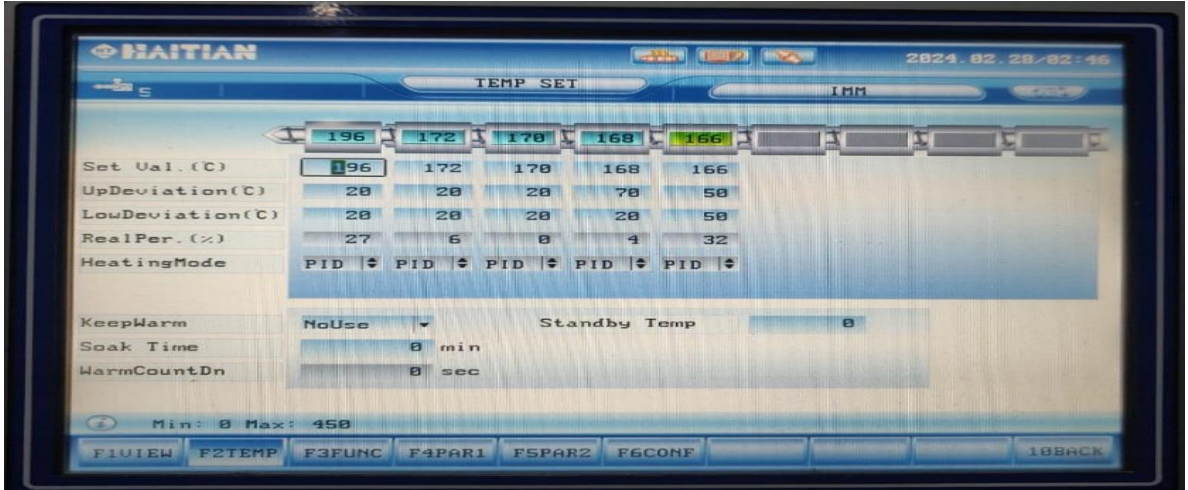 HT HAITIAN 2024.02.28/02:46
S TEMP SET IMM
196 172 170 168 166
Set Val.(℃) 196 172 170 168 166
UpDeviation(℃) 20 20 20 70 50
LowDeviation(℃) 20 20 20 20 50
RealPer.(%) 27 6 0 4 32
HeatingMode PID PID PID PID PID
KeepWarm NoUse Standby Temp 0
Soak Time 0 min
WarmCountDn 0 sec
i Min: 0 Max: 450
F1VIEW F2TEMP F3FUNC F4PAR1 F5PAR2 F6CONF 10BACK